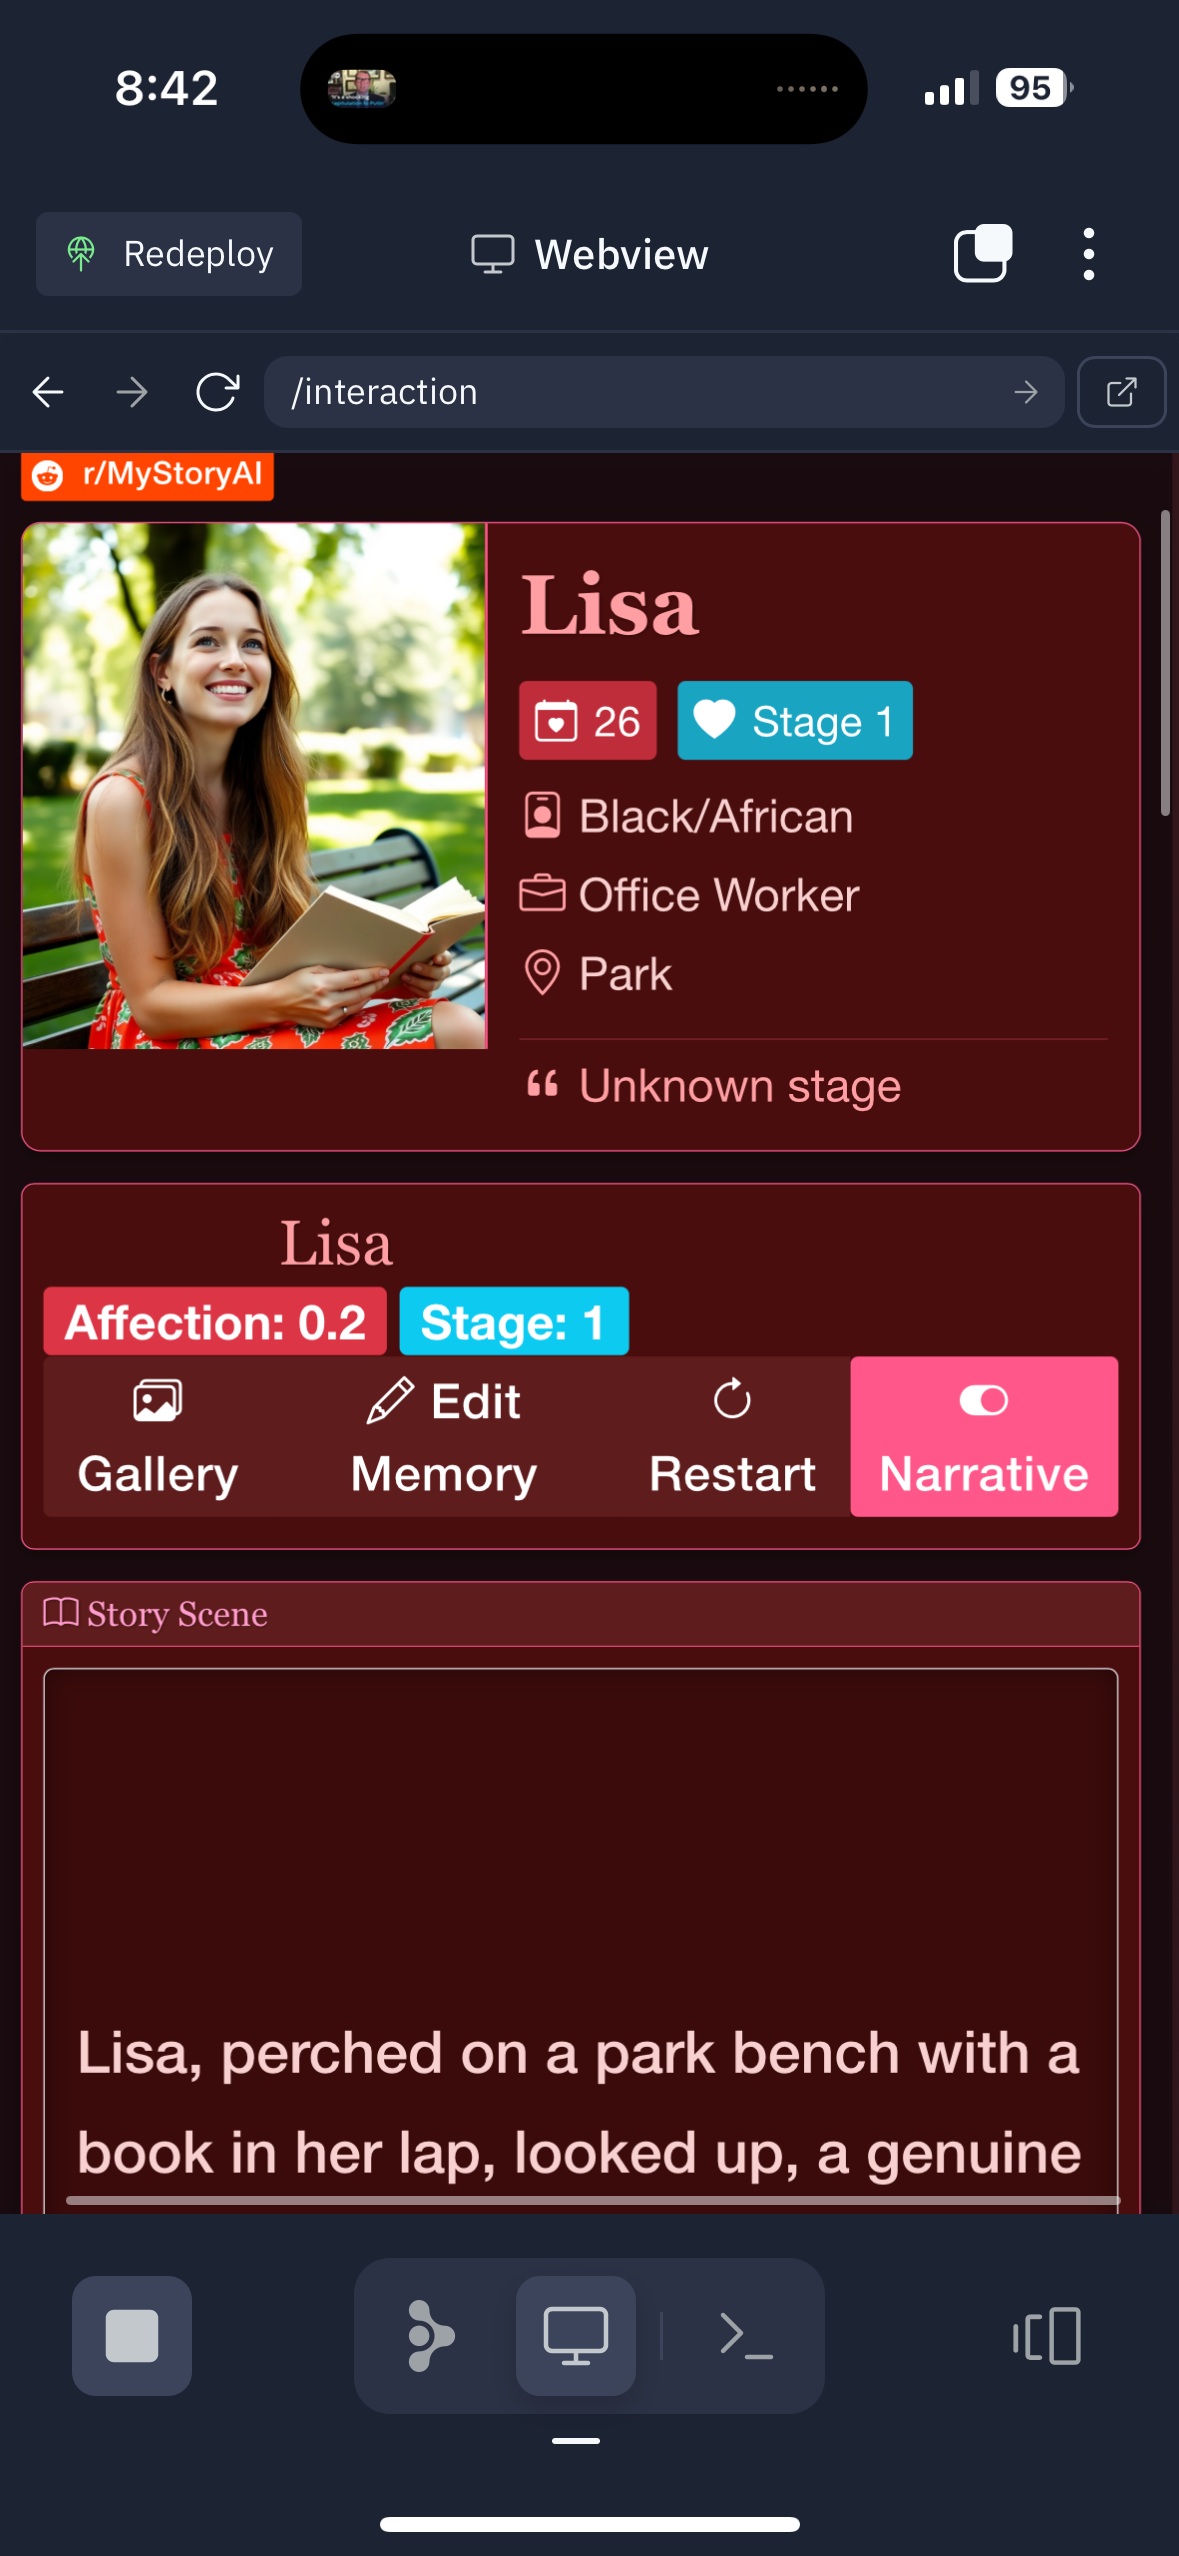 8:42
95
Redeploy
Webview
/interaction
r/MyStoryAI
Lisa
26 Stage 1
Black/African
Office Worker
Park
“ Unknown stage
Lisa
Affection: 0.2 Stage: 1
Gallery
Edit Memory
Restart
Narrative
Story Scene
Lisa, perched on a park bench with a
book in her lap, looked up, a genuine